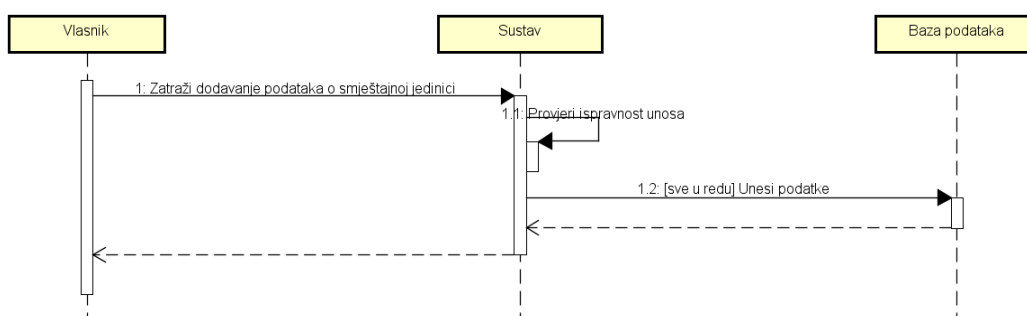 Vlasnik
Sustav
Baza podataka
1: Zatraži dodavanje podataka o smještajnoj jedinici
1.1: Provjeri ispravnost unosa
1.2: [sve u redu] Unesi podatke